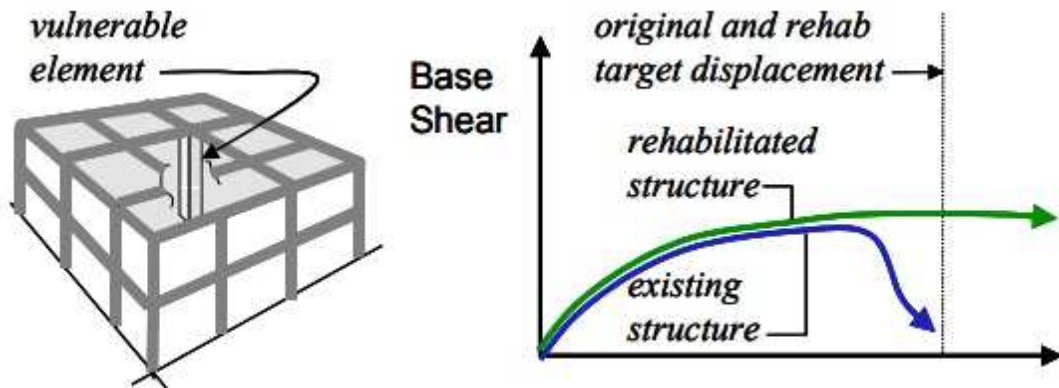 vulnerable
element
Base
Shear
original and rehab
target displacement
rehabilitated
structure
existing
structure